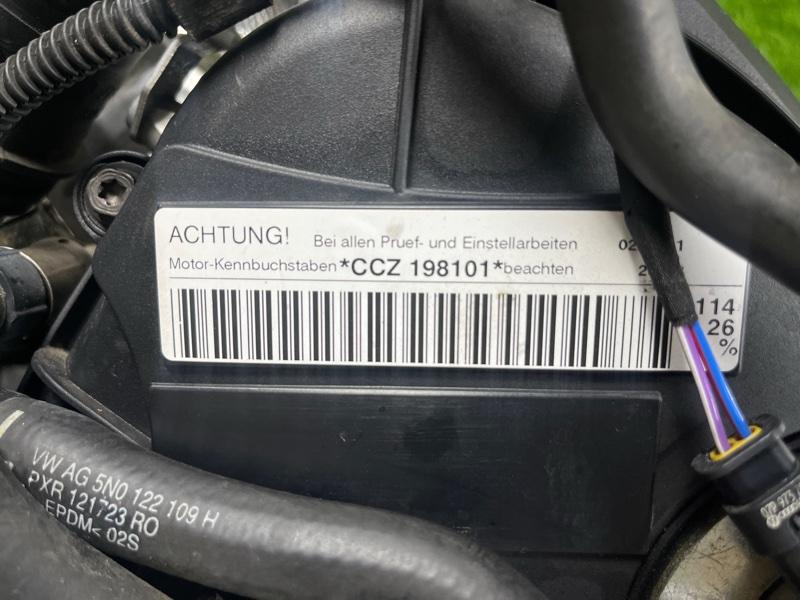 ACHTUNG! Bei allen Pruef- und Einstellarbeiten
Motor-Kennbuchstaben *CCZ 198101* beachten
114
26
%
VW AG 5N0 122 109 H
PXR 121723 RO
EPDM< 02S